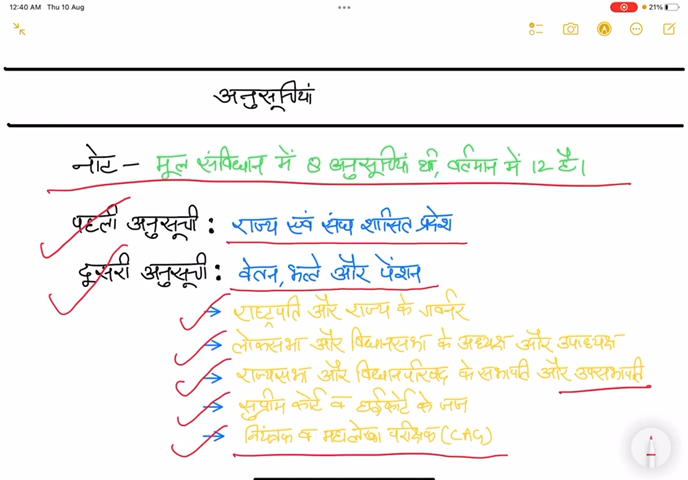 12:40 AM Thu 10 Aug 21%
अनुसूचियां
नोट - मूल संविधान में 8 अनुसूचियां थी, वर्तमान में 12 है।
पहली अनुसूची : राज्य एवं संघ शासित प्रदेश
दूसरी अनुसूची : वेतन, भत्ते और पेंशन
→ राष्ट्रपति और राज्य के गवर्नर
→ लोकसभा और विधानसभा के अध्यक्ष और उपाध्यक्ष
→ राज्यसभा और विधानपरिषद के सभापति और उपसभापति
→ सुप्रीम कोर्ट व हाईकोर्ट के जज
→ नियंत्रक व महालेखा परीक्षक (CAG)